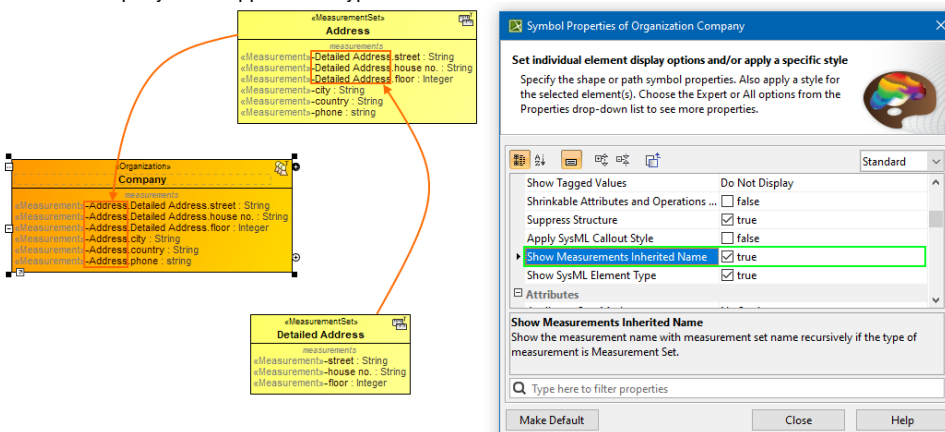 «MeasurementSet»
Address
measurements
«Measurement»-Detailed Address.street : String
«Measurement»-Detailed Address.house no. : String
«Measurement»-Detailed Address.floor : Integer
«Measurement»-city : String
«Measurement»-country : String
«Measurement»-phone : string
«Organization»
Company
measurements
«Measurement»-Address.Detailed Address.street : String
«Measurement»-Address.Detailed Address.house no. : String
«Measurement»-Address.Detailed Address.floor : Integer
«Measurement»-Address.city : String
«Measurement»-Address.country : String
«Measurement»-Address.phone : string
«MeasurementSet»
Detailed Address
measurements
«Measurement»-street : String
«Measurement»-house no. : String
«Measurement»-floor : Integer
Symbol Properties of Organization Company
Set individual element display options and/or apply a specific style
Specify the shape or path symbol properties. Also apply a style for
the selected element(s). Choose the Expert or All options from the
Properties drop-down list to see more properties.
Standard
Show Tagged Values Do Not Display
Shrinkable Attributes and Operations ... false
Suppress Structure true
Apply SysML Callout Style false
Show Measurements Inherited Name true
Show SysML Element Type true
Attributes
Show Measurements Inherited Name
Show the measurement name with measurement set name recursively if the type of
measurement is Measurement Set.
Type here to filter properties
Make Default Close Help